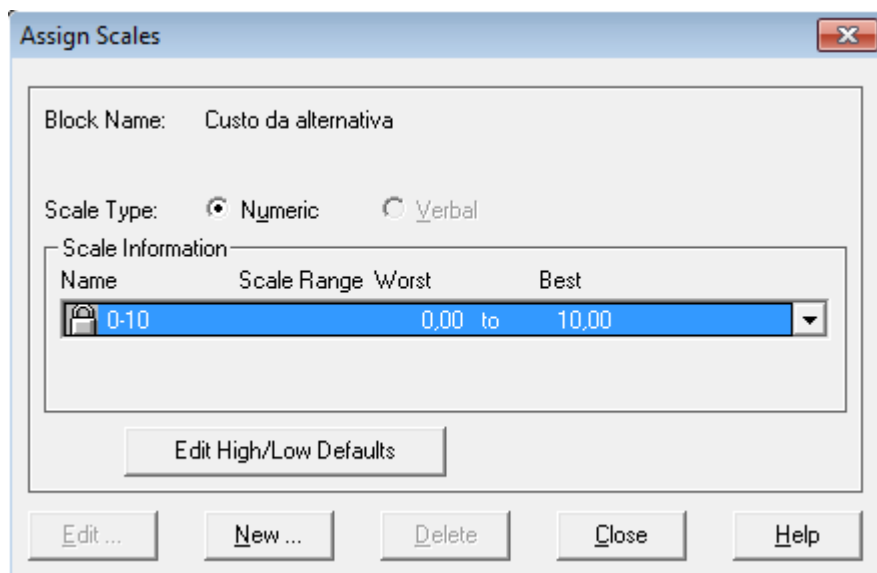 Assign Scales
Block Name: Custo da alternativa
Scale Type: Numeric Verbal
Scale Information
Name Scale Range Worst Best
0-10 0,00 to 10,00
Edit High/Low Defaults
Edit ... New ... Delete Close Help